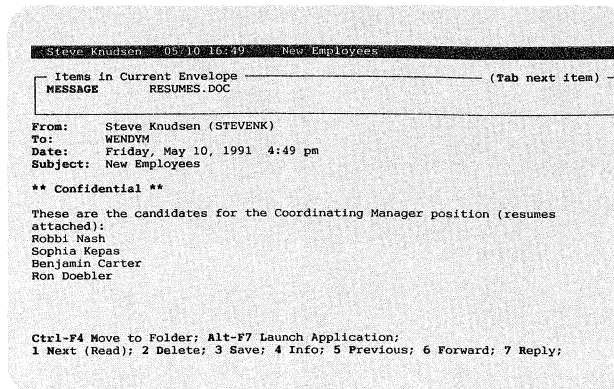 Steve Knudsen 05/10 16:49 New Employees
Items in Current Envelope (Tab next item)
MESSAGE RESUMES.DOC
From: Steve Knudsen (STEVENK)
To: WENDYM
Date: Friday, May 10, 1991 4:49 pm
Subject: New Employees
** Confidential **
These are the candidates for the Coordinating Manager position (resumes
attached):
Robbi Nash
Sophia Kepas
Benjamin Carter
Ron Doebler
Ctrl-F4 Move to Folder; Alt-F7 Launch Application;
1 Next (Read); 2 Delete; 3 Save; 4 Info; 5 Previous; 6 Forward; 7 Reply;